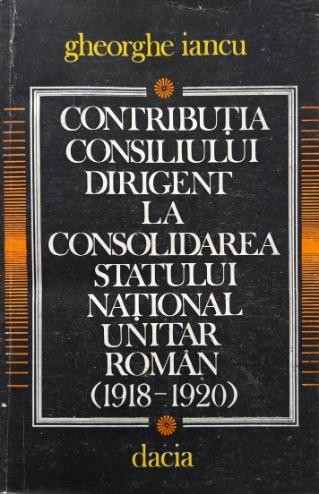 gheorghe iancu
CONTRIBUȚIA
CONSILIULUI
DIRIGENT
LA
CONSOLIDAREA
STATULUI
NAȚIONAL
UNITAR
ROMÂN
(1918-1920)
dacia